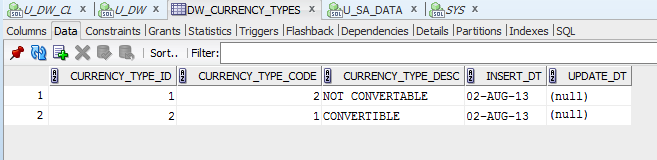 U_DW_CL x U_DW x DW_CURRENCY_TYPES x U_SA_DATA x SYS x
Columns Data Constraints Grants Statistics Triggers Flashback Dependencies Details Partitions Indexes SQL
Sort.. Filter:
CURRENCY_TYPE_ID CURRENCY_TYPE_CODE CURRENCY_TYPE_DESC INSERT_DT UPDATE_DT
1 1 2 NOT CONVERTABLE 02-AUG-13 (null)
2 2 1 CONVERTIBLE 02-AUG-13 (null)